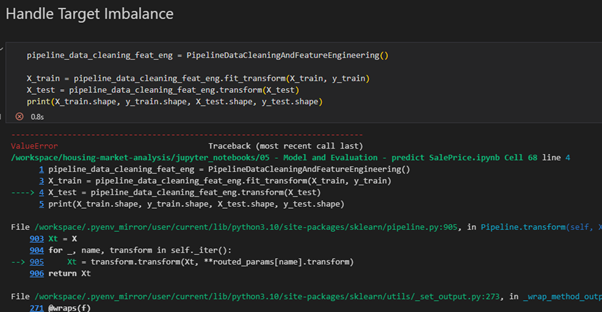 Handle Target Imbalance
pipeline_data_cleaning_feat_eng = PipelineDataCleaningAndFeatureEngineering()
X_train = pipeline_data_cleaning_feat_eng.fit_transform(X_train, y_train)
X_test = pipeline_data_cleaning_feat_eng.transform(X_test)
print(X_train.shape, y_train.shape, X_test.shape, y_test.shape)
0.8s
---------------------------------------------------------------------------
ValueError Traceback (most recent call last)
/workspace/housing-market-analysis/jupyter_notebooks/05 - Model and Evaluation - predict SalePrice.ipynb Cell 68 line 4
1 pipeline_data_cleaning_feat_eng = PipelineDataCleaningAndFeatureEngineering()
3 X_train = pipeline_data_cleaning_feat_eng.fit_transform(X_train, y_train)
----> 4 X_test = pipeline_data_cleaning_feat_eng.transform(X_test)
5 print(X_train.shape, y_train.shape, X_test.shape, y_test.shape)
File /workspace/.pyenv_mirror/user/current/lib/python3.10/site-packages/sklearn/pipeline.py:905, in Pipeline.transform(self, X
903 Xt = X
904 for _, name, transform in self._iter():
--> 905 Xt = transform.transform(Xt, **routed_params[name].transform)
906 return Xt
File /workspace/.pyenv_mirror/user/current/lib/python3.10/site-packages/sklearn/utils/_set_output.py:273, in _wrap_method_outp
271 @wraps(f)